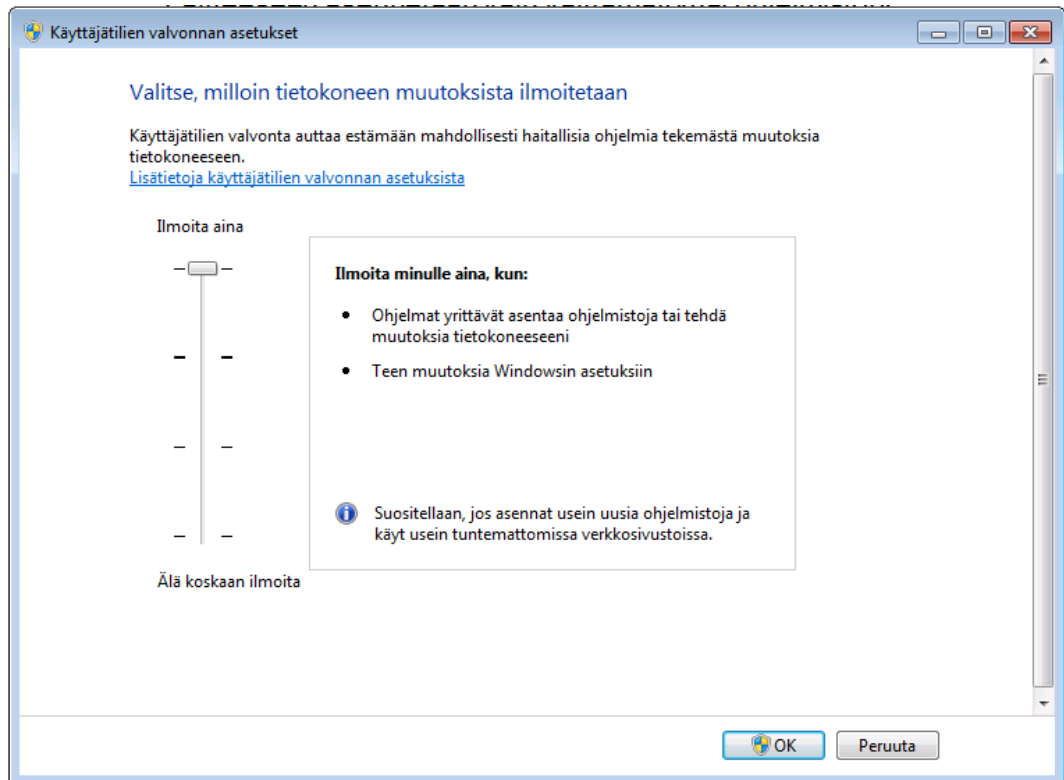 Käyttäjätilien valvonnan asetukset
Valitse, milloin tietokoneen muutoksista ilmoitetaan
Käyttäjätilien valvonta auttaa estämään mahdollisesti haitallisia ohjelmia tekemästä muutoksia
tietokoneeseen.
Lisätietoja käyttäjätilien valvonnan asetuksista
Ilmoita aina
Ilmoita minulle aina, kun:
• Ohjelmat yrittävät asentaa ohjelmistoja tai tehdä
muutoksia tietokoneeseeni
• Teen muutoksia Windowsin asetuksiin
Suositellaan, jos asennat usein uusia ohjelmistoja ja
käyt usein tuntemattomissa verkkosivustoissa.
Älä koskaan ilmoita
OK
Peruuta